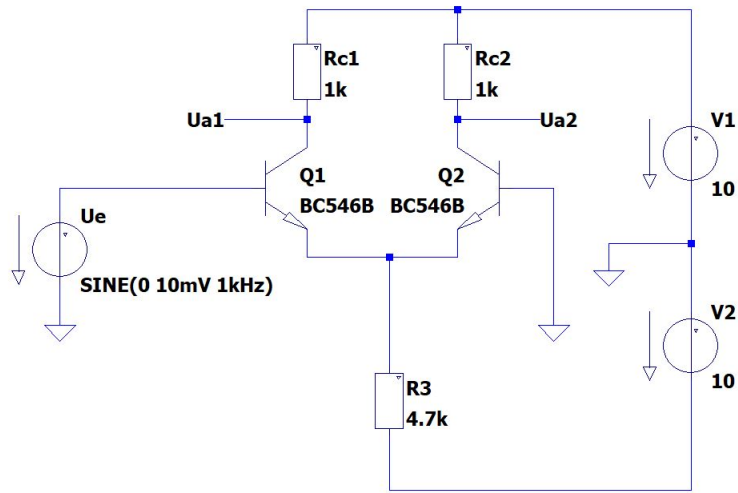 Rc1
1k
Rc2
1k
Ua1
Ua2
V1
10
Q1
BC546B
Q2
BC546B
Ue
SINE(0 10mV 1kHz)
V2
10
R3
4.7k